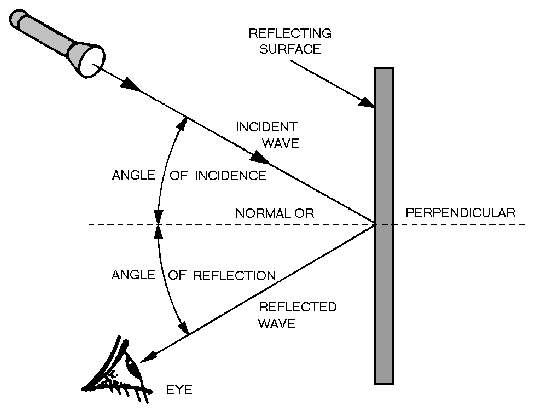 REFLECTING
SURFACE
INCIDENT
WAVE
ANGLE OF INCIDENCE
NORMAL OR PERPENDICULAR
ANGLE OF REFLECTION
REFLECTED
WAVE
EYE